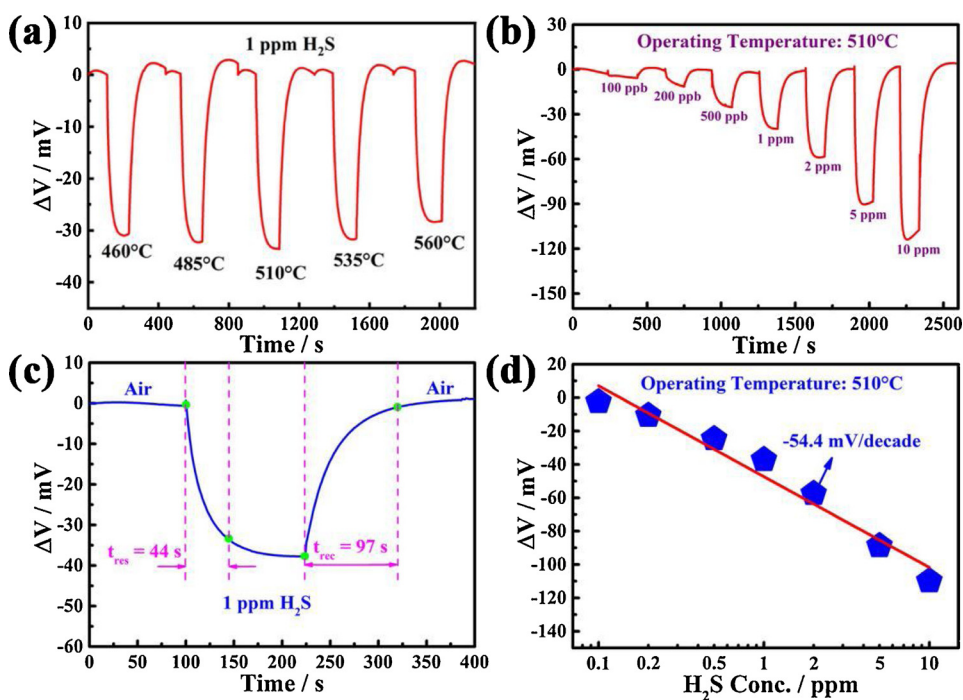 (a)
1 ppm H₂S
460°C
485°C
510°C
535°C
560°C
10
0
-10
-20
-30
-40
ΔV / mV
0 400 800 1200 1600 2000
Time / s
(b)
Operating Temperature: 510°C
100 ppb
200 ppb
500 ppb
1 ppm
2 ppm
5 ppm
10 ppm
30
0
-30
-60
-90
-120
-150
ΔV / mV
0 500 1000 1500 2000 2500
Time / s
(c)
Air
Air
t_res = 44 s
t_rec = 97 s
1 ppm H₂S
10
0
-10
-20
-30
-40
-50
-60
ΔV / mV
0 50 100 150 200 250 300 350 400
Time / s
(d)
Operating Temperature: 510°C
-54.4 mV/decade
20
0
-20
-40
-60
-80
-100
-120
-140
ΔV / mV
0.1 0.2 0.5 1 2 5 10
H₂S Conc. / ppm